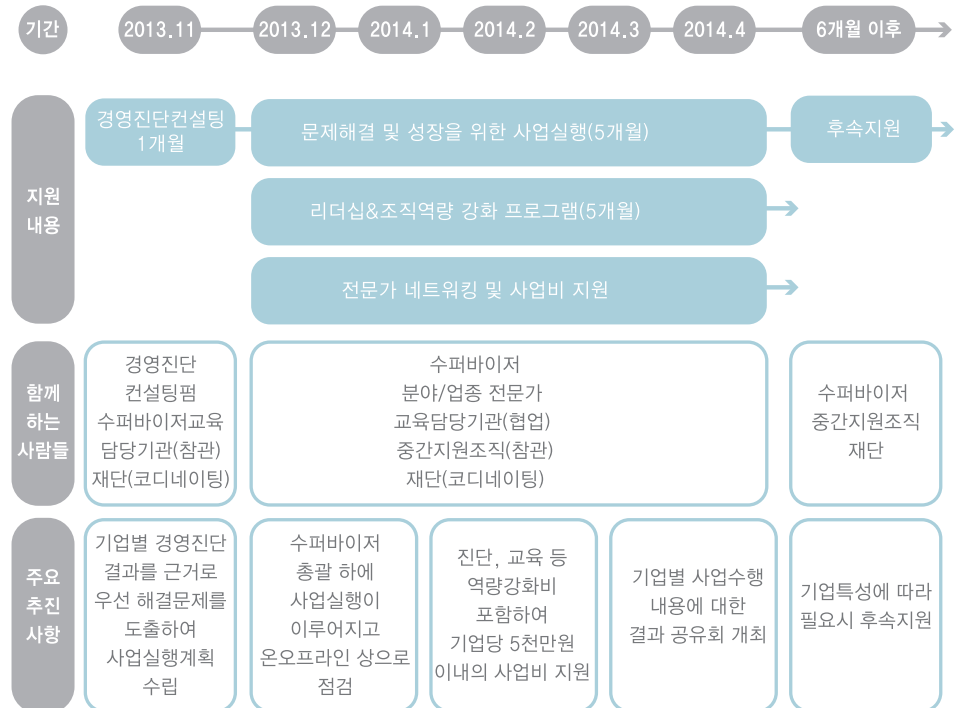 기간
2013.11
2013.12
2014.1
2014.2
2014.3
2014.4
6개월 이후
지원
내용
경영진단컨설팅
1개월
문제해결 및 성장을 위한 사업실행(5개월)
후속지원
리더십&조직역량 강화 프로그램(5개월)
전문가 네트워킹 및 사업비 지원
함께
하는
사람들
경영진단
컨설팅펌
수퍼바이저교육
담당기관(참관)
재단(코디네이팅)
수퍼바이저
분야/업종 전문가
교육담당기관(협업)
중간지원조직(참관)
재단(코디네이팅)
수퍼바이저
중간지원조직
재단
주요
추진
사항
기업별 경영진단
결과를 근거로
우선 해결문제를
도출하여
사업실행계획
수립
수퍼바이저
총괄 하에
사업실행이
이루어지고
온오프라인 상으로
점검
진단, 교육 등
역량강화비
포함하여
기업당 5천만원
이내의 사업비 지원
기업별 사업수행
내용에 대한
결과 공유회 개최
기업특성에 따라
필요시 후속지원